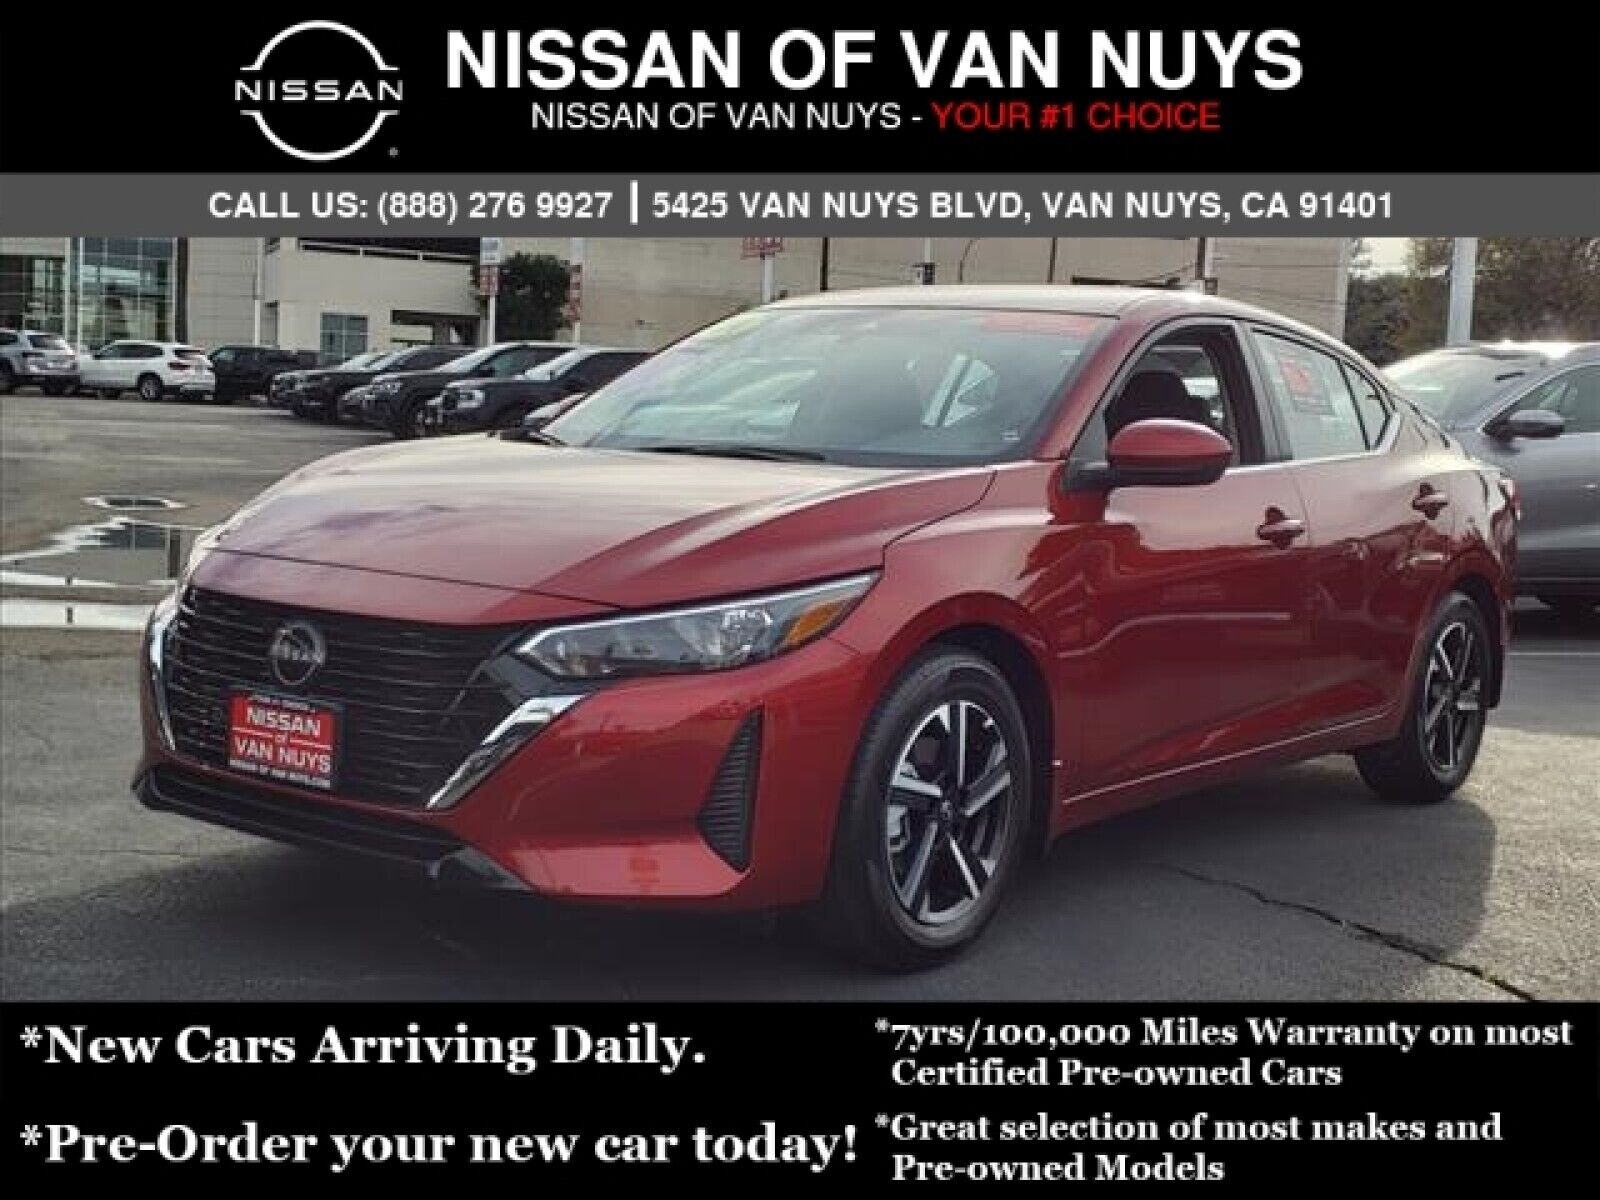 NISSAN
NISSAN OF VAN NUYS
NISSAN OF VAN NUYS - YOUR #1 CHOICE
CALL US: (888) 276 9927 | 5425 VAN NUYS BLVD, VAN NUYS, CA 91401
NISSAN
of
VAN NUYS
*New Cars Arriving Daily.
*Pre-Order your new car today!
*7yrs/100,000 Miles Warranty on most
Certified Pre-owned Cars
*Great selection of most makes and
Pre-owned Models